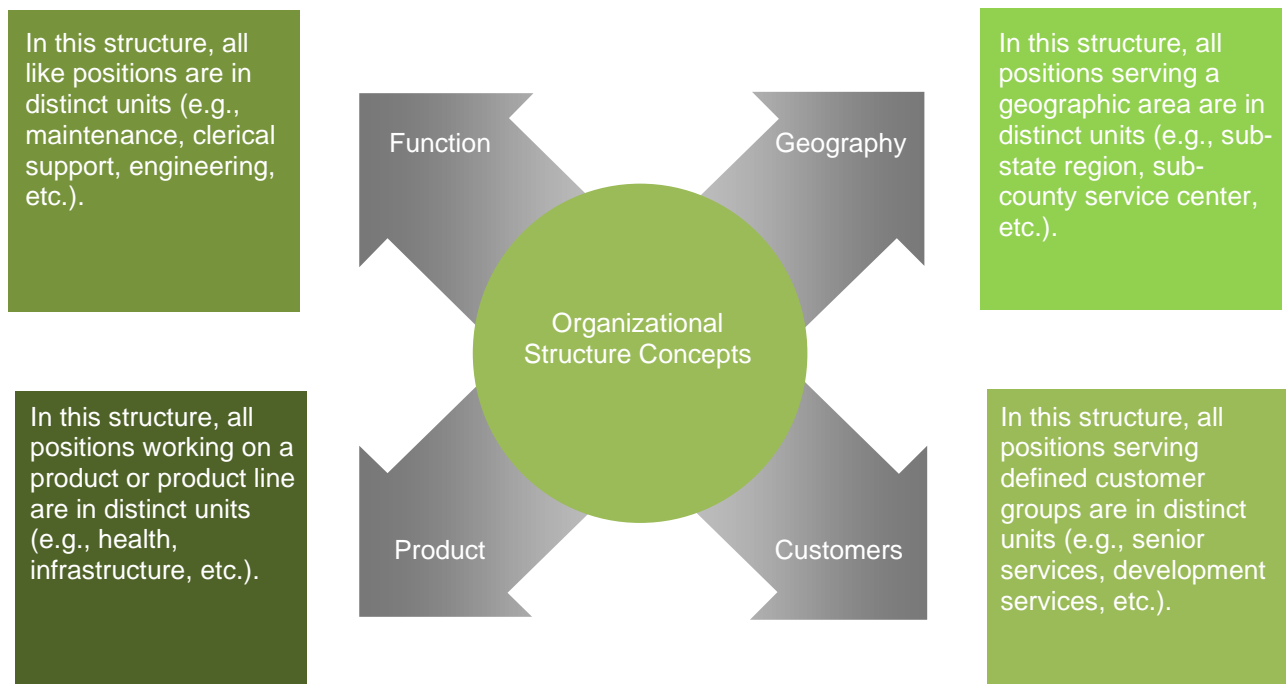 In this structure, all
like positions are in
distinct units (e.g.,
maintenance, clerical
support, engineering,
etc.).
Function
Geography
In this structure, all
positions serving a
geographic area are in
distinct units (e.g., sub-
state region, sub-
county service center,
etc.).
Organizational
Structure Concepts
In this structure, all
positions working on a
product or product line
are in distinct units
(e.g., health,
infrastructure, etc.).
Product
Customers
In this structure, all
positions serving
defined customer
groups are in distinct
units (e.g., senior
services, development
services, etc.).